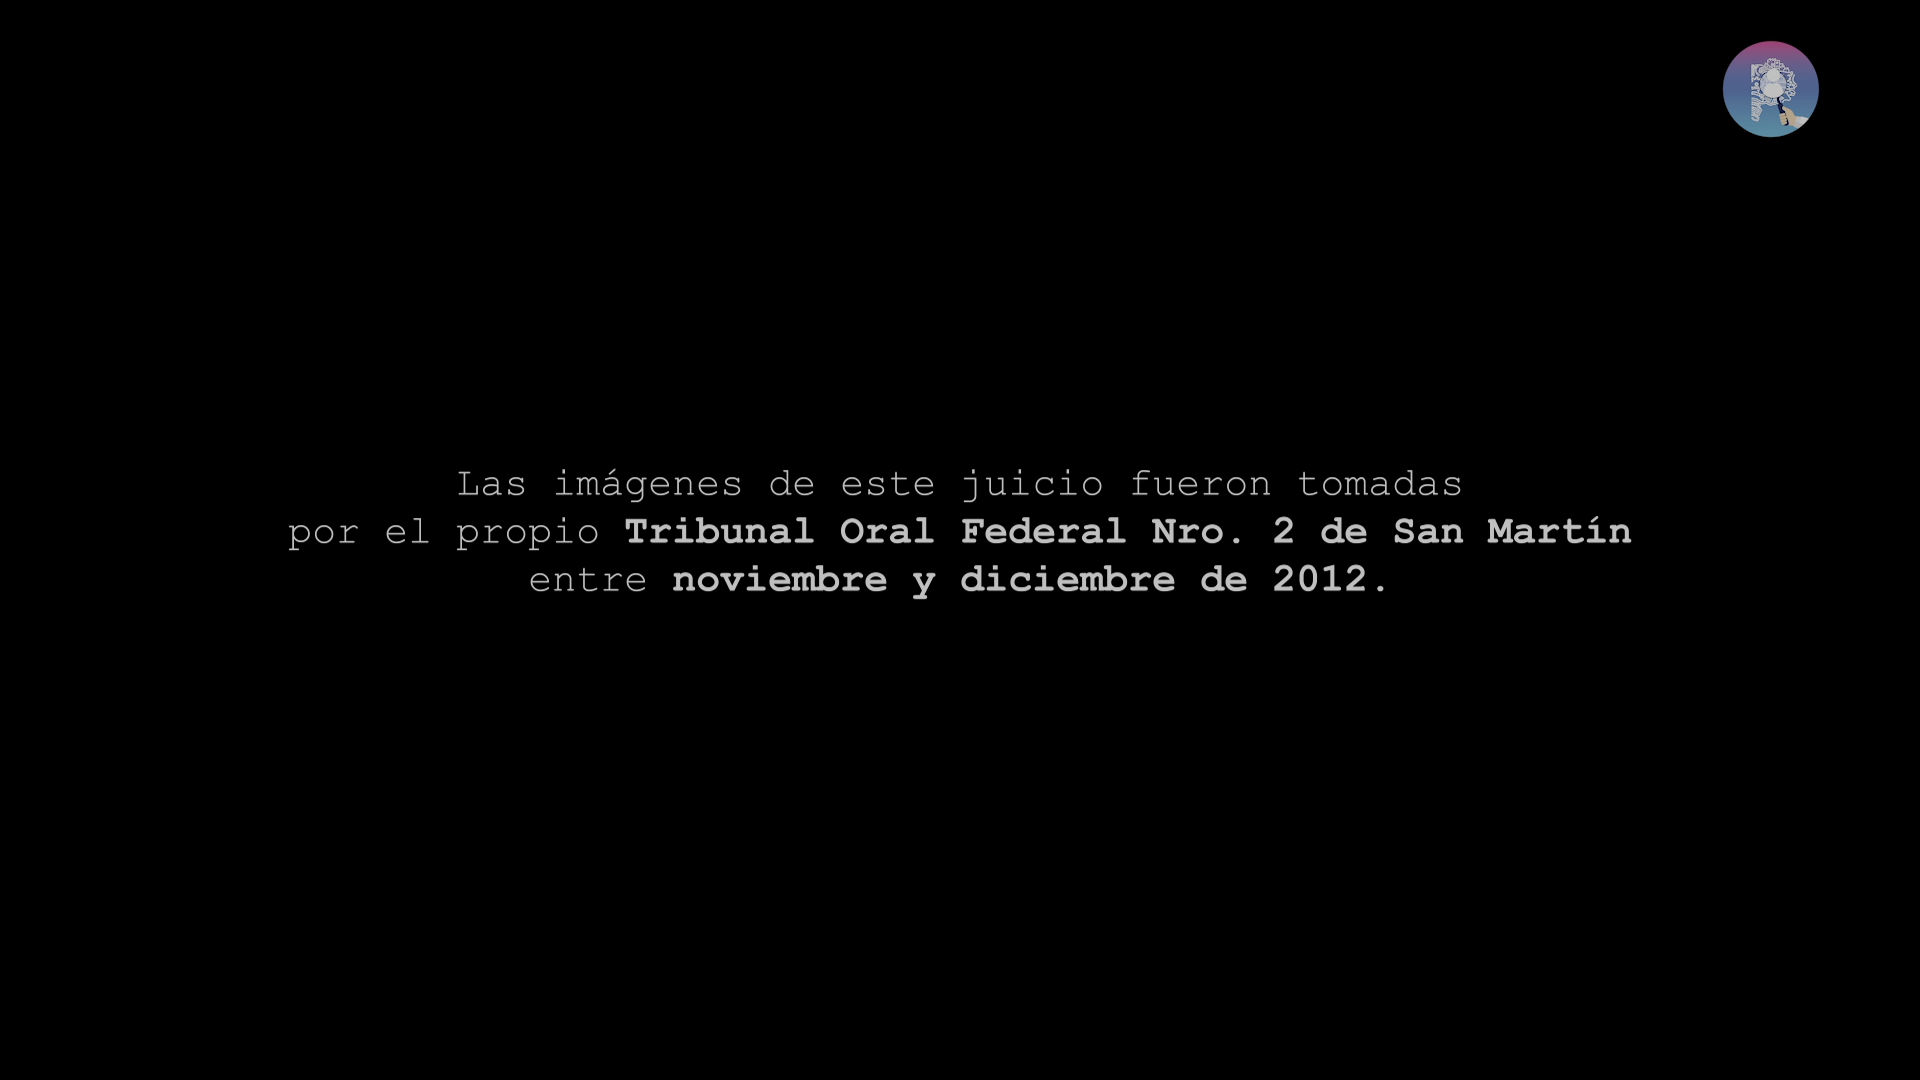 Las imágenes de este juicio fueron tomadas
por el propio Tribunal Oral Federal Nro. 2 de San Martín
entre noviembre y diciembre de 2012.